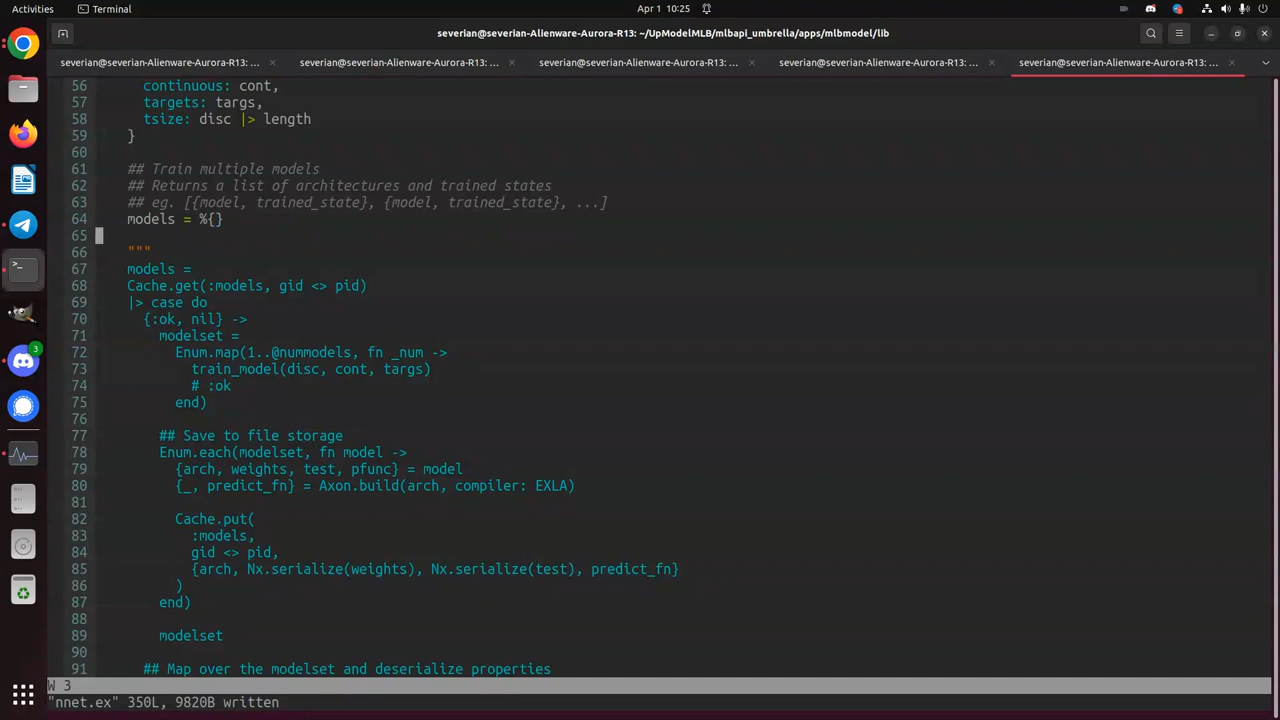 Activities
Terminal
Apr 1 10:25
severian@severian-Alienware-Aurora-R13: ~/UpModelMLB/mlbapi_umbrella/apps/mlbmodel/lib
severian@severian-Alienware-Aurora-R13: ...
severian@severian-Alienware-Aurora-R13: ...
severian@severian-Alienware-Aurora-R13: ...
severian@severian-Alienware-Aurora-R13: ...
severian@severian-Alienware-Aurora-R13: ...
56 continuous: cont,
57 targets: targs,
58 tsize: disc |> length
59 }
60
61 ## Train multiple models
62 ## Returns a list of architectures and trained states
63 ## eg. [{model, trained_state}, {model, trained_state}, ...]
64 models = %{}
65
66 """
67 models =
68 Cache.get(:models, gid <> pid)
69 |> case do
70 {:ok, nil} ->
71 modelset =
72 Enum.map(1..@nummodels, fn _num ->
73 train_model(disc, cont, targs)
74 # :ok
75 end)
76
77 ## Save to file storage
78 Enum.each(modelset, fn model ->
79 {arch, weights, test, pfunc} = model
80 {_, predict_fn} = Axon.build(arch, compiler: EXLA)
81
82 Cache.put(
83 :models,
84 gid <> pid,
85 {arch, Nx.serialize(weights), Nx.serialize(test), predict_fn}
86 )
87 end)
88
89 modelset
90
91 ## Map over the modelset and deserialize properties
W 3
"nnet.ex" 350L, 9820B written
3